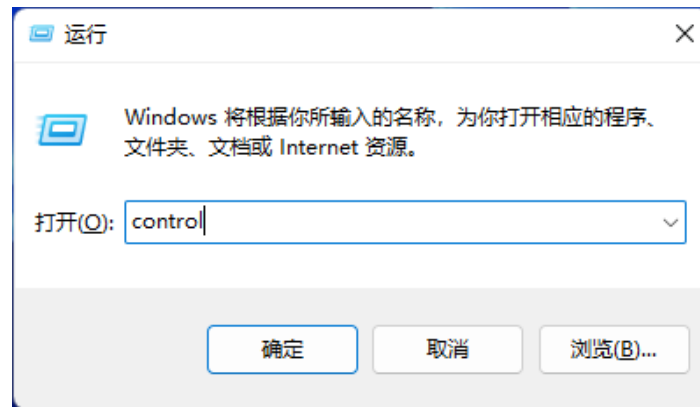 运行
Windows 将根据你所输入的名称，为你打开相应的程序、
文件夹、文档或 Internet 资源。
打开(O): control
确定 取消 浏览(B)...